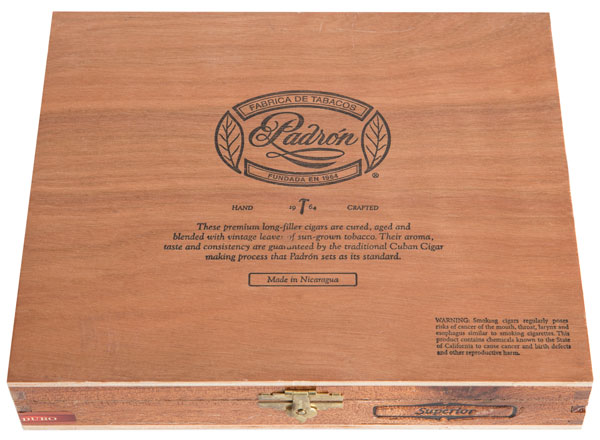 FABRICA DE TABACOS
Padrón
FUNDADA EN 1964
®
HAND 1964 CRAFTED
These premium long-filler cigars are cured, aged and
blended with vintage leaves of sun-grown tobacco. Their aroma,
taste and consistency are guaranteed by the traditional Cuban Cigar
making process that Padrón sets as its standard.
Made in Nicaragua
WARNING: Smoking cigars regularly poses
risks of cancer of the mouth, throat, larynx and
esophagus similar to smoking cigarettes. This
product contains chemicals known to the State
of California to cause cancer and birth defects
and other reproductive harm.
Superior